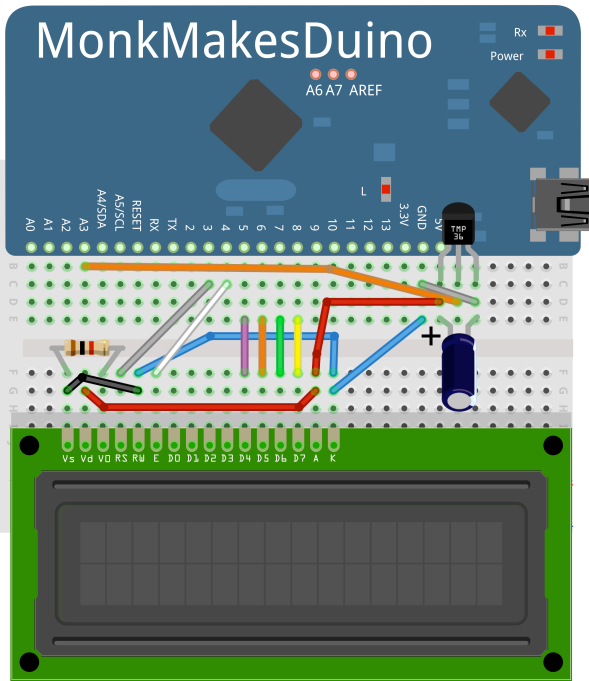 MonkMakesDuino
Rx
Power
A6 A7 AREF
L
A0 A1 A2 A3 A4/SDA A5/SCL RESET RX TX 2 3 4 5 6 7 8 9 10 11 12 13 3.3V GND 5V
TMP
36
B B
C C
D D
E E
+
F F
G G
H
Vs Vd VO RS RW E D0 D1 D2 D3 D4 D5 D6 D7 A K